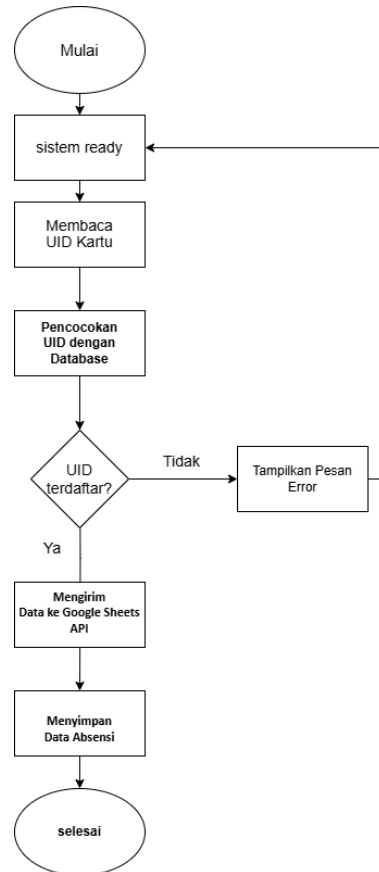 Mulai
sistem ready
Membaca
UID Kartu
Pencocokan
UID dengan
Database
UID
terdaftar?
Tidak
Tampilkan Pesan
Error
Ya
Mengirim
Data ke Google Sheets
API
Menyimpan
Data Absensi
selesai